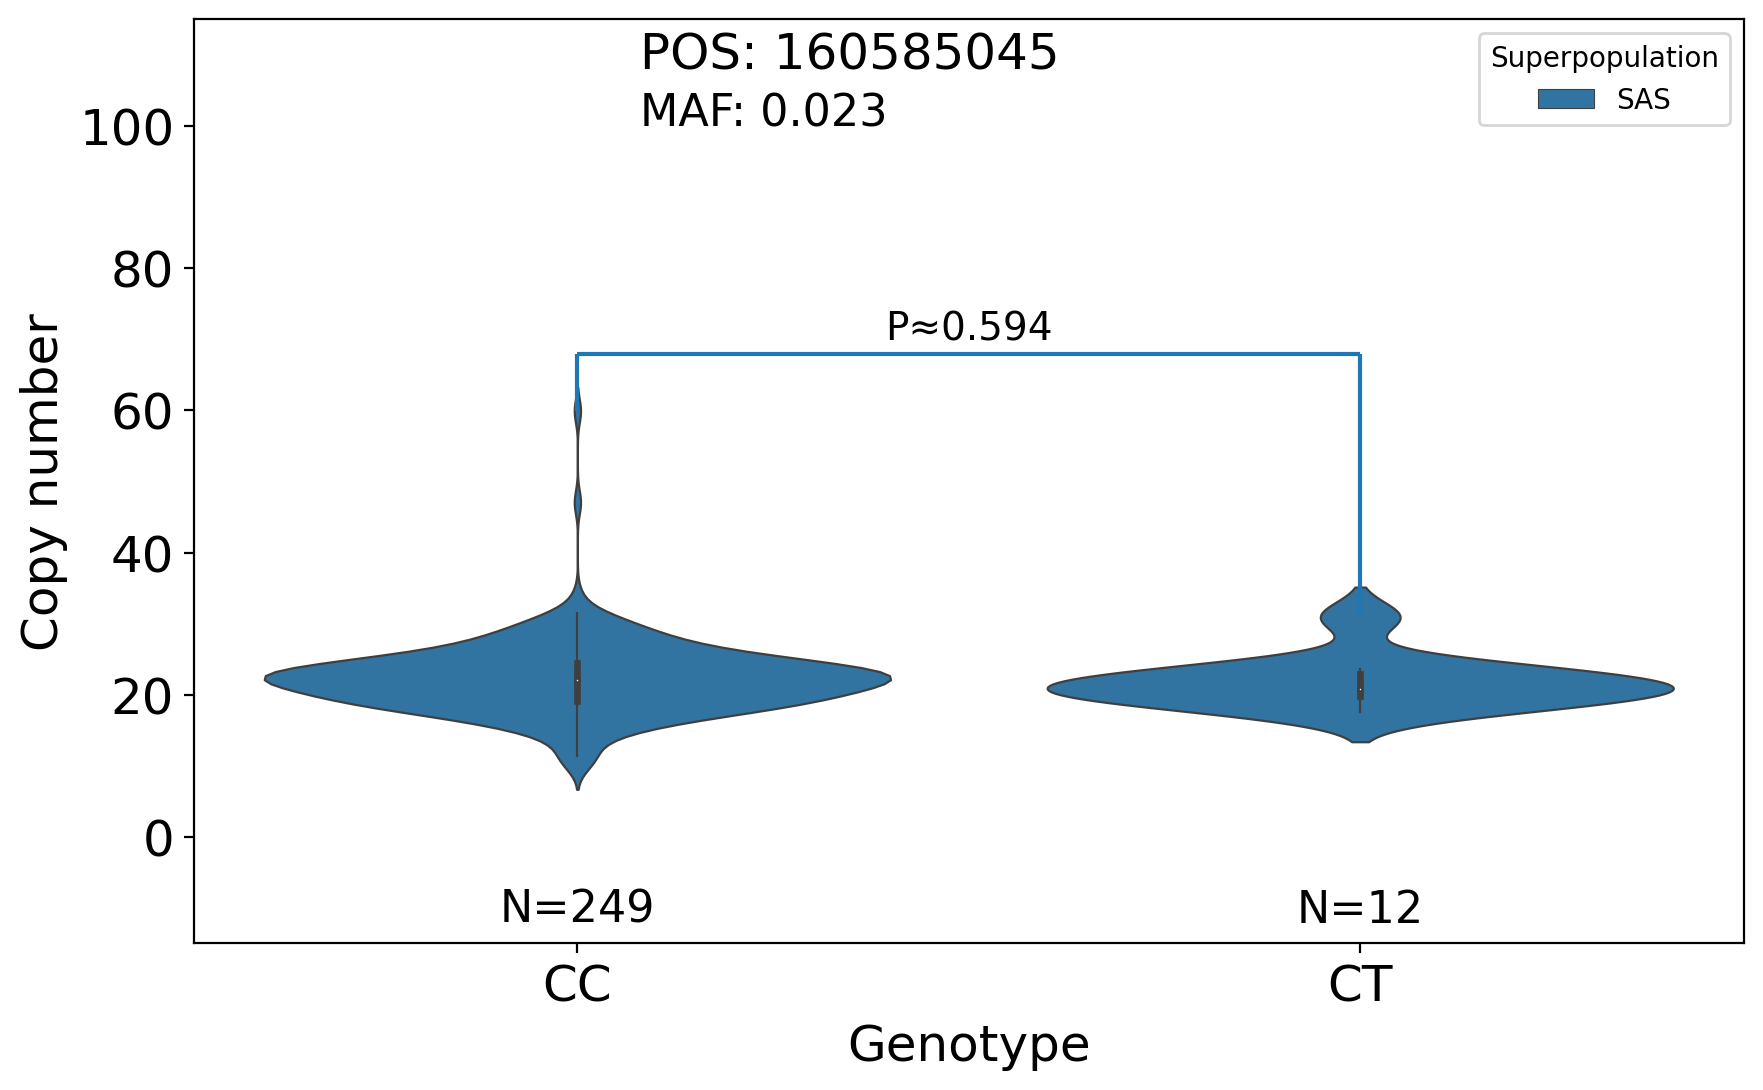 POS: 160585045
MAF: 0.023
Superpopulation
SAS
100
80
60
40
20
0
Copy number
P≈0.594
N=249
N=12
CC
CT
Genotype